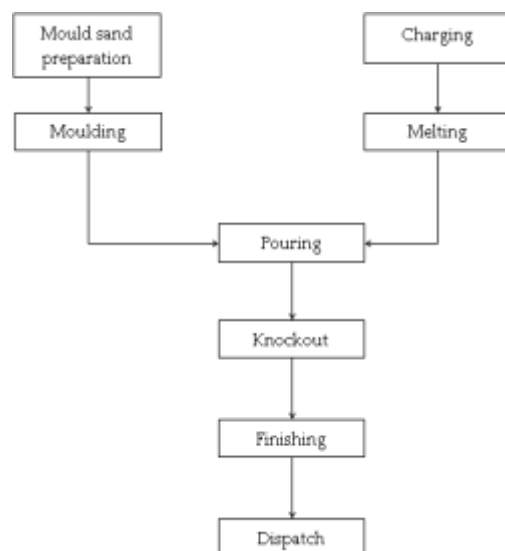 Mould sand
preparation
Charging
Moulding
Melting
Pouring
Knockout
Finishing
Dispatch